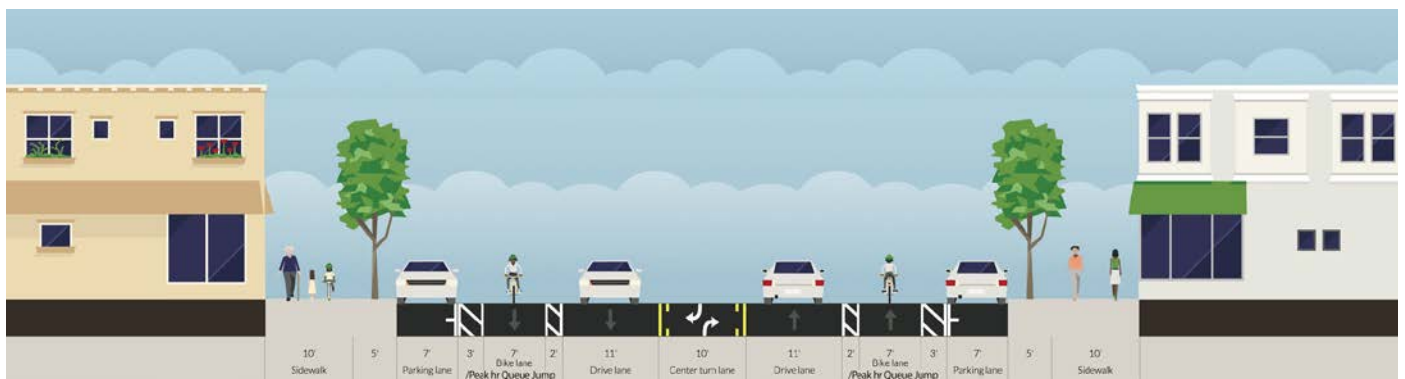 10' 5' 7' 3' 7' 2' 11' 10' 11' 2' 7' 3' 7' 5' 10'
Sidewalk Parking lane Bike lane Drive lane Center turn lane Drive lane Bike lane Parking lane Sidewalk
/Peak hr Queue Jump /Peak hr Queue Jump